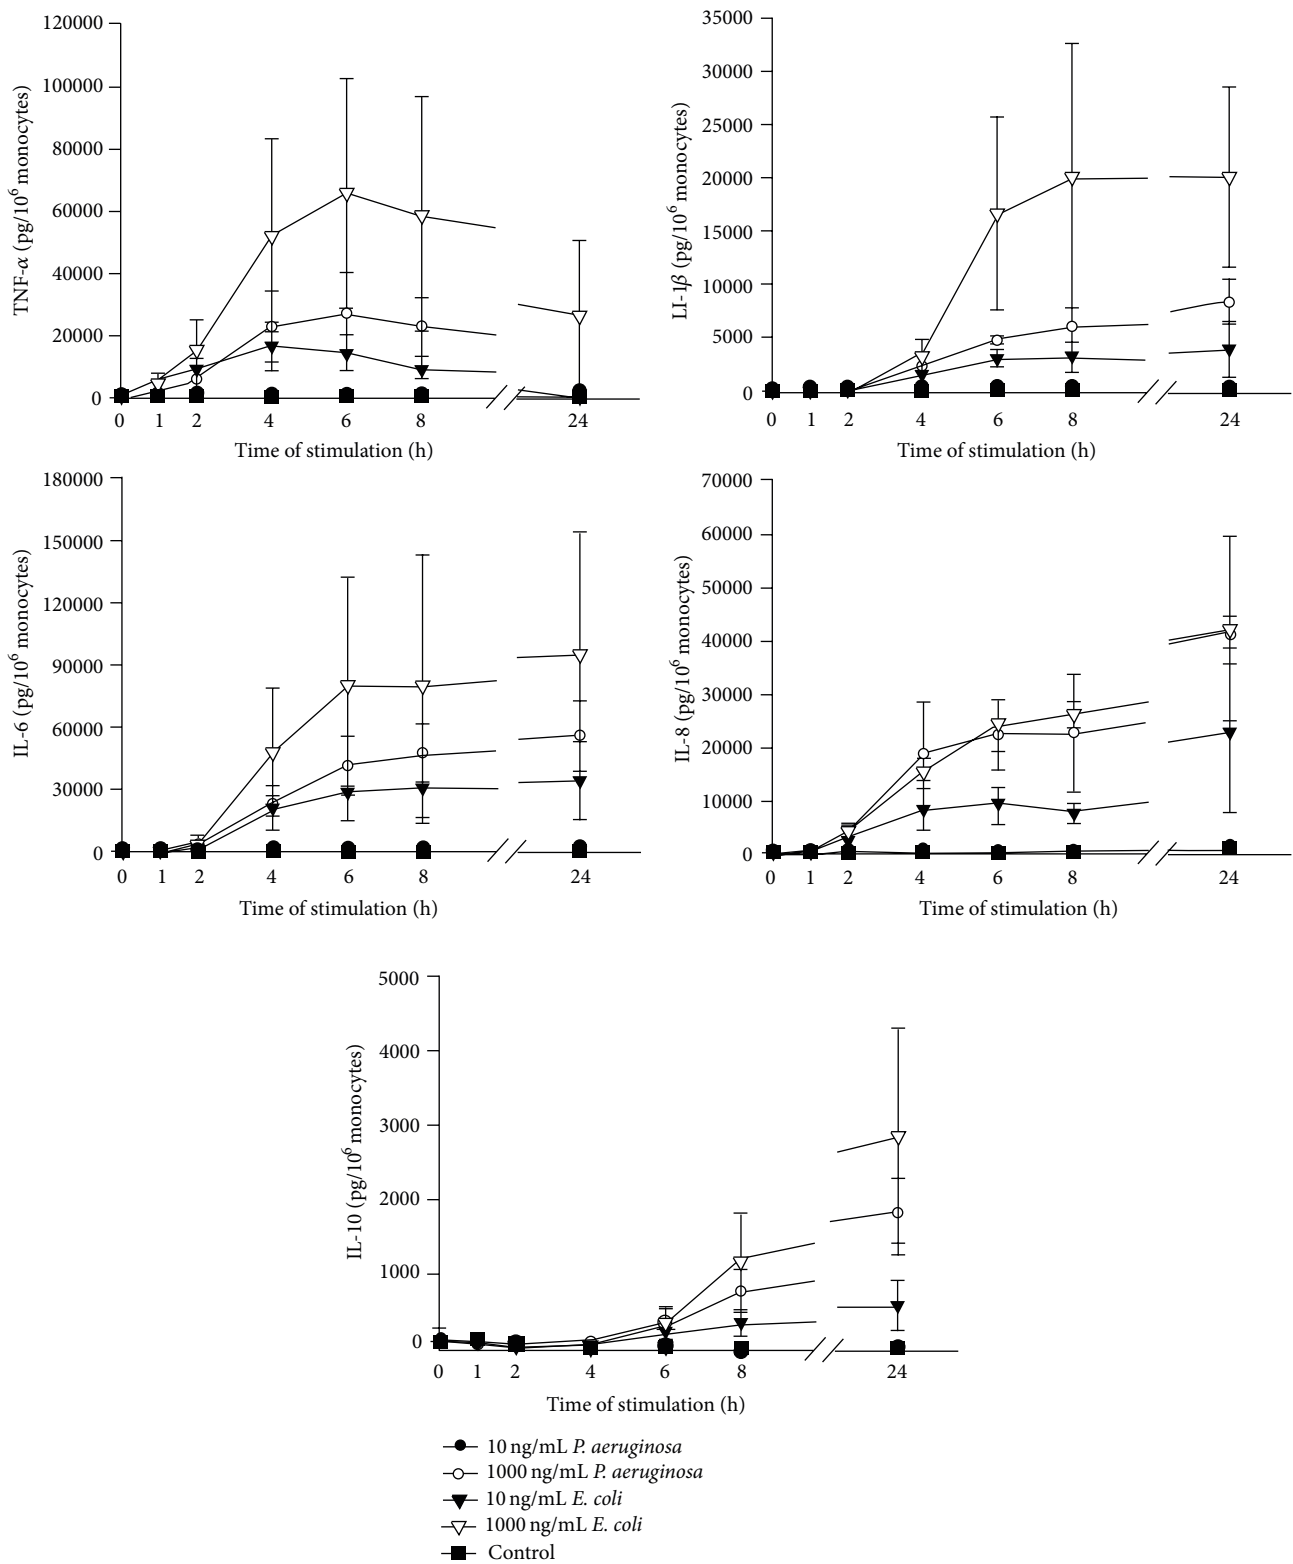 120000
100000
80000
60000
40000
20000
0
TNF-α (pg/10⁶ monocytes)
0 1 2 4 6 8 24
Time of stimulation (h)
35000
30000
25000
20000
15000
10000
5000
0
LI-1β (pg/10⁶ monocytes)
0 1 2 4 6 8 24
Time of stimulation (h)
180000
150000
120000
90000
60000
30000
0
IL-6 (pg/10⁶ monocytes)
0 1 2 4 6 8 24
Time of stimulation (h)
70000
60000
50000
40000
30000
20000
10000
0
IL-8 (pg/10⁶ monocytes)
0 1 2 4 6 8 24
Time of stimulation (h)
5000
4000
3000
2000
1000
0
IL-10 (pg/10⁶ monocytes)
0 1 2 4 6 8 24
Time of stimulation (h)
10 ng/mL P. aeruginosa
1000 ng/mL P. aeruginosa
10 ng/mL E. coli
1000 ng/mL E. coli
Control